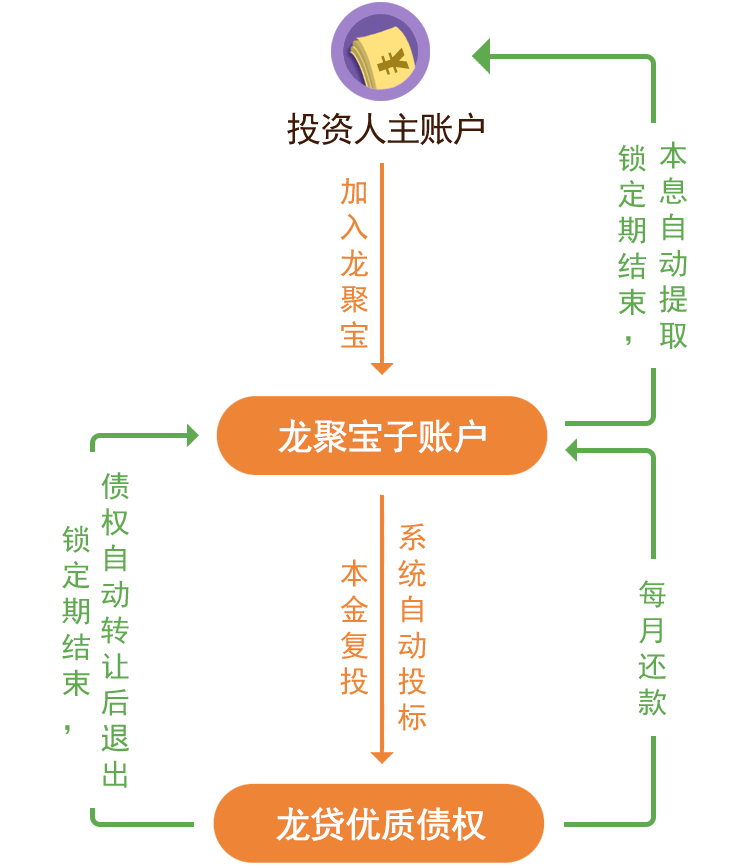 投资人主账户
加入龙聚宝
锁定期结束，
本息自动提取
龙聚宝子账户
锁定期结束，
债权自动转让后退出
本金复投
系统自动投标
每月还款
龙贷优质债权